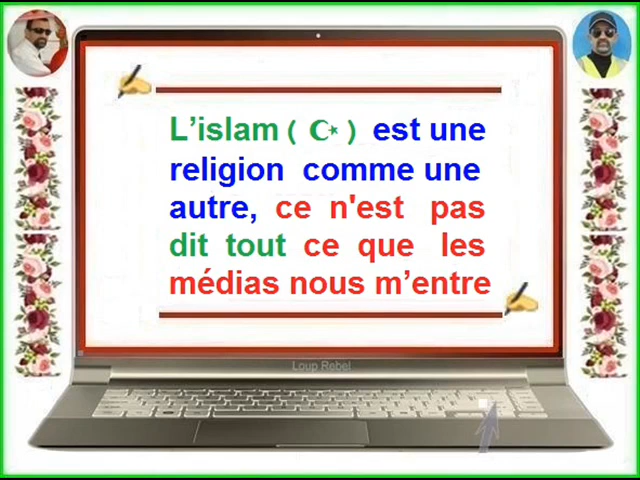 L’islam ( ☪ ) est une
religion comme une
autre, ce n'est pas
dit tout ce que les
médias nous m’entre
Loup Rebel